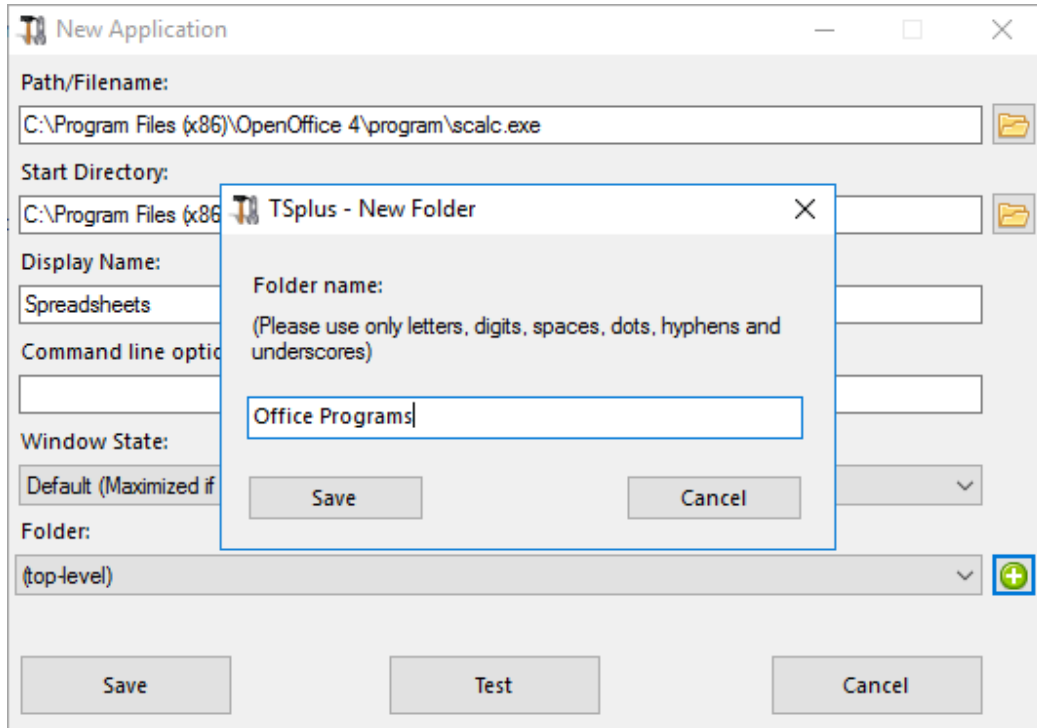 New Application
Path/Filename:
C:\Program Files (x86)\OpenOffice 4\program\scalc.exe
Start Directory:
C:\Program Files (x86
TSplus - New Folder
Display Name:
Folder name:
Spreadsheets
(Please use only letters, digits, spaces, dots, hyphens and
underscores)
Command line optio
Office Programs
Window State:
Default (Maximized if
Save
Cancel
Folder:
(top-level)
Save
Test
Cancel